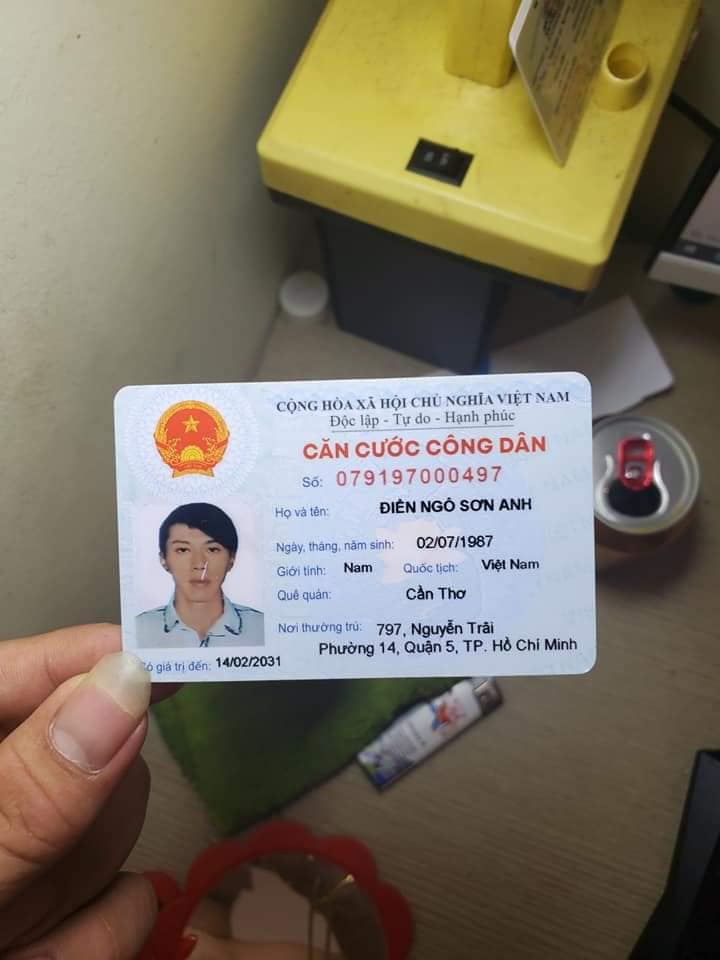 CỘNG HÒA XÃ HỘI CHỦ NGHĨA VIỆT NAM
Độc lập - Tự do - Hạnh phúc
CĂN CƯỚC CÔNG DÂN
Số: 079197000497
Họ và tên: ĐIỀN NGÔ SƠN ANH
Ngày, tháng, năm sinh: 02/07/1987
Giới tính: Nam Quốc tịch: Việt Nam
Quê quán: Cần Thơ
Nơi thường trú: 797, Nguyễn Trãi
Phường 14, Quận 5, TP. Hồ Chí Minh
Có giá trị đến: 14/02/2031